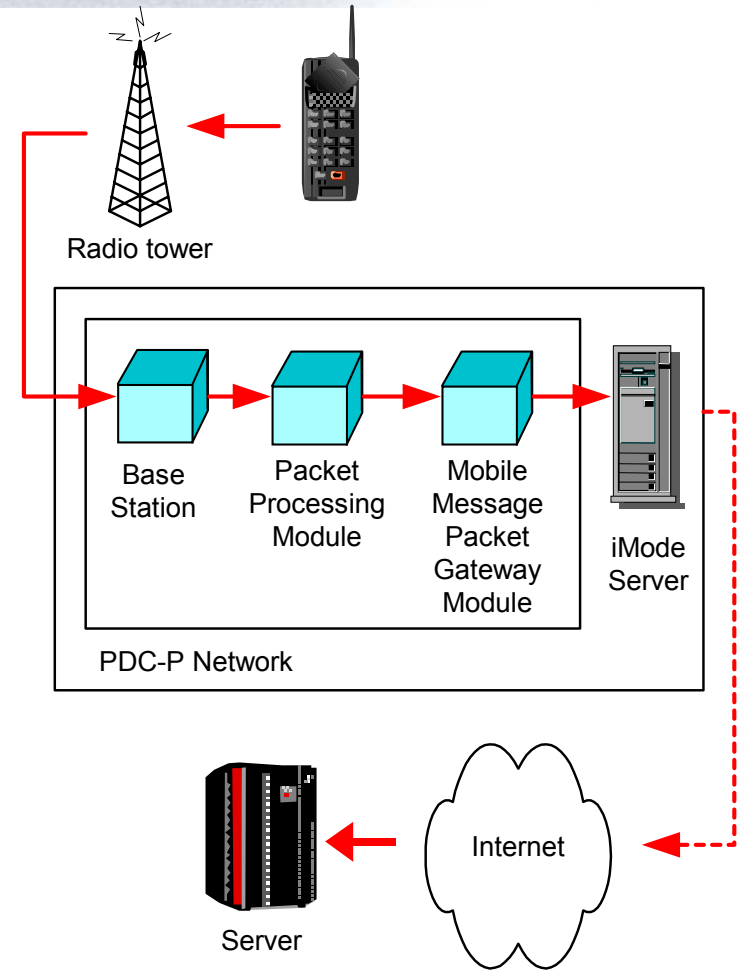 Radio tower
Base
Station
Packet
Processing
Module
Mobile
Message
Packet
Gateway
Module
iMode
Server
PDC-P Network
Internet
Server